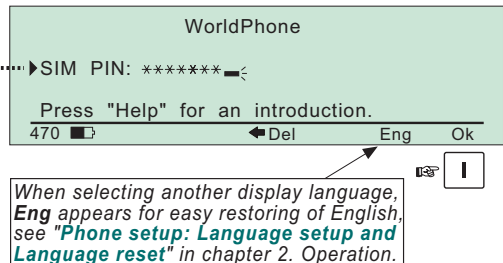 WorldPhone
SIM PIN: *******
Press "Help" for an introduction.
470 Del Eng Ok
I
When selecting another display language,
Eng appears for easy restoring of English,
see "Phone setup: Language setup and
Language reset" in chapter 2. Operation.